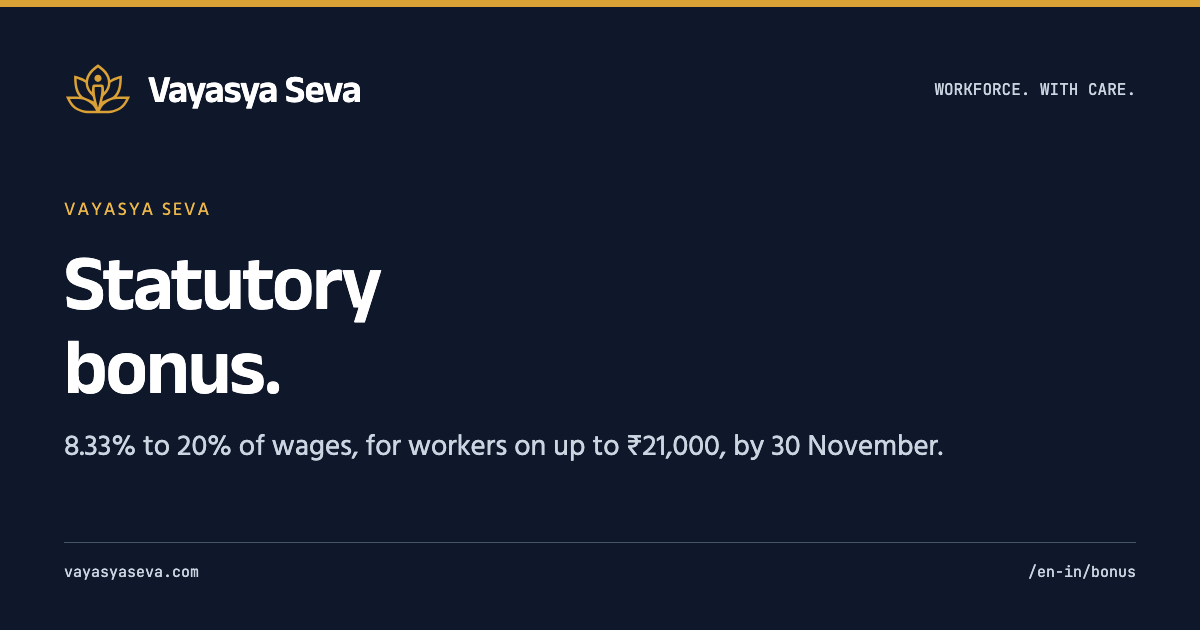 Vayasya Seva
WORKFORCE. WITH CARE.
VAYASYA SEVA
Statutory
bonus.
8.33% to 20% of wages, for workers on up to ₹21,000, by 30 November.
vayasyaseva.com
/en-in/bonus